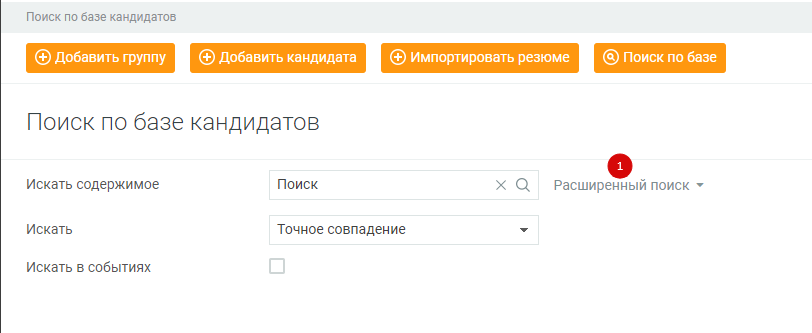 Поиск по базе кандидатов
Добавить группу Добавить кандидата Импортировать резюме Поиск по базе
Поиск по базе кандидатов
1
Искать содержимое Поиск Расширенный поиск
Искать Точное совпадение
Искать в событиях